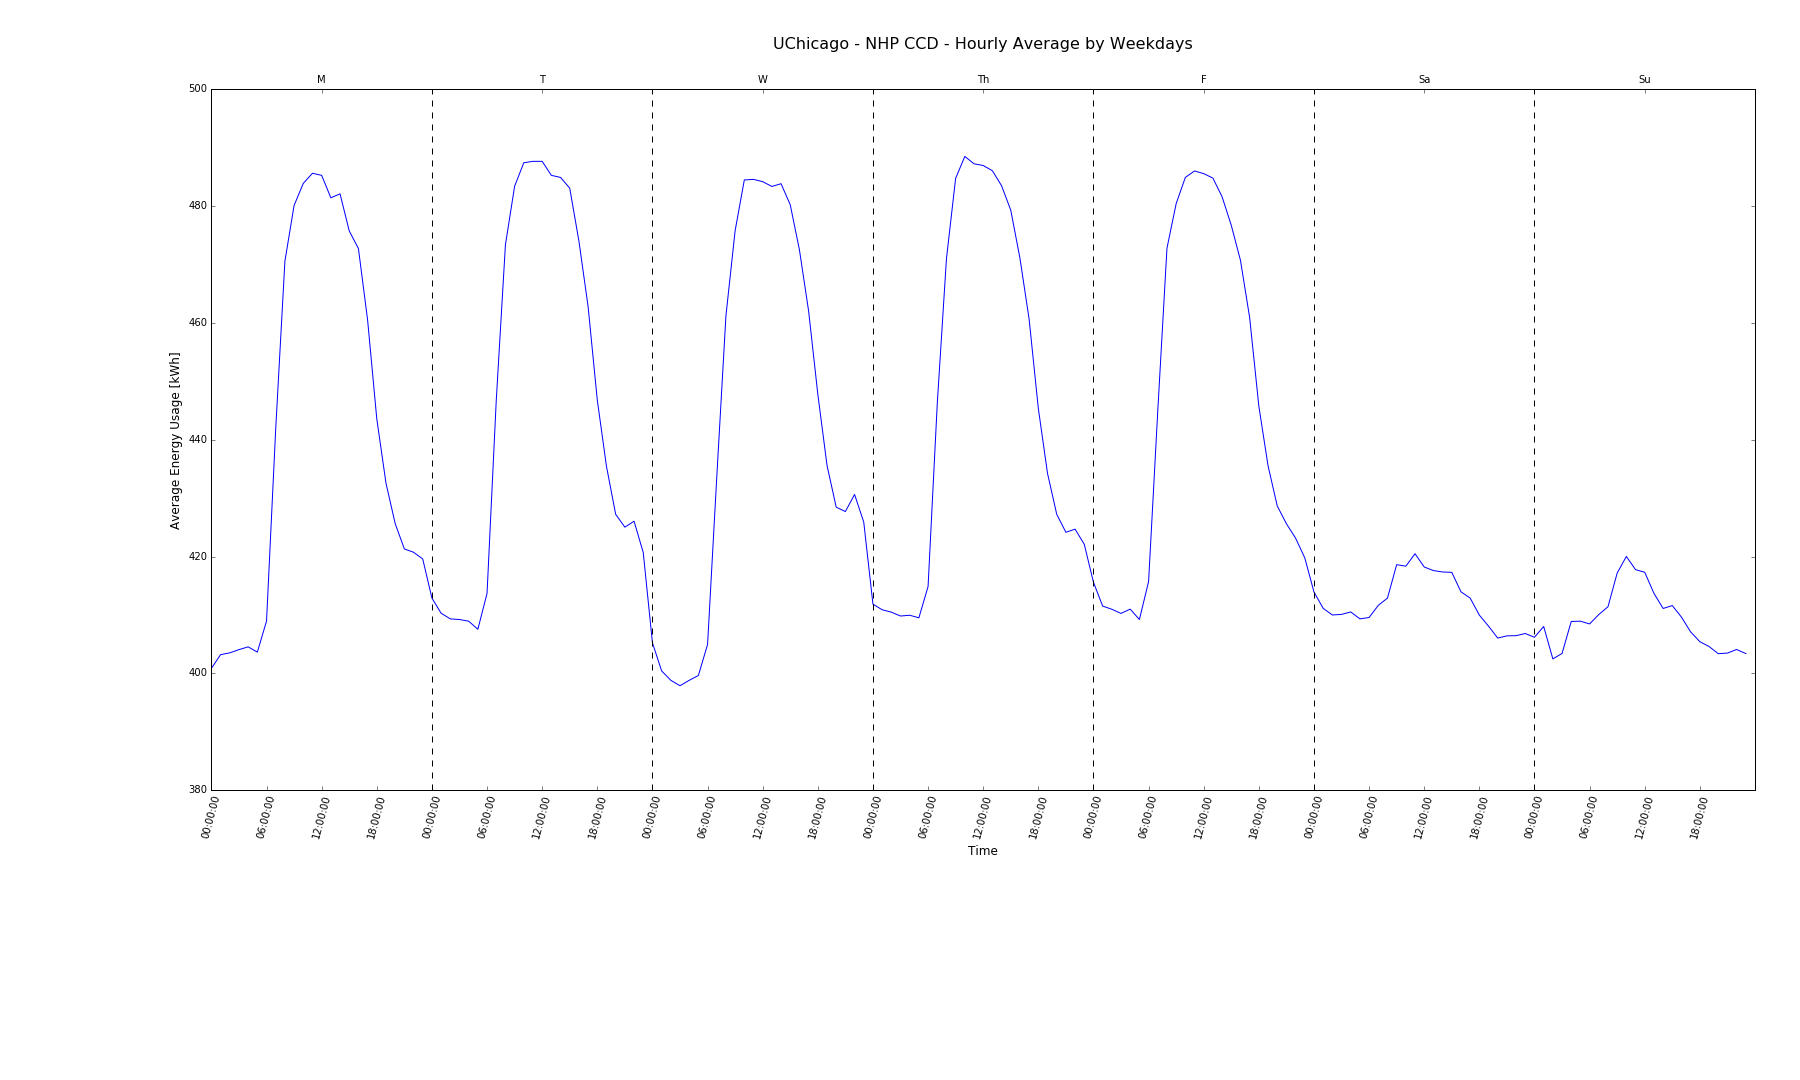 UChicago - NHP CCD - Hourly Average by Weekdays
M T W Th F Sa Su
500
480
460
440
420
400
380
Average Energy Usage [kWh]
00:00:00 06:00:00 12:00:00 18:00:00 00:00:00 06:00:00 12:00:00 18:00:00 00:00:00 06:00:00 12:00:00 18:00:00 00:00:00 06:00:00 12:00:00 18:00:00 00:00:00 06:00:00 12:00:00 18:00:00 00:00:00 06:00:00 12:00:00 18:00:00 00:00:00 06:00:00 12:00:00 18:00:00
Time